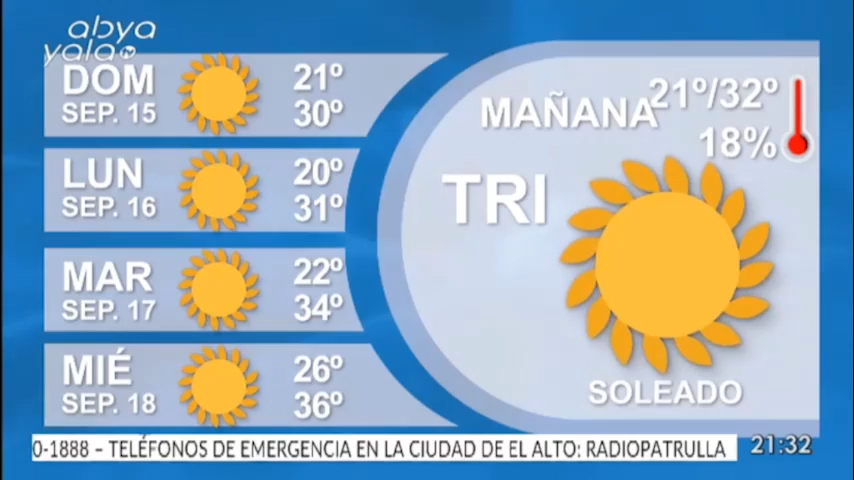 abya
yala tv
DOM
SEP. 15
21º
30º
LUN
SEP. 16
20º
31º
MAR
SEP. 17
22º
34º
MIÉ
SEP. 18
26º
36º
MAÑANA
21º/32º
18%
TRI
SOLEADO
0-1888 – TELÉFONOS DE EMERGENCIA EN LA CIUDAD DE EL ALTO: RADIOPATRULLA
21:32